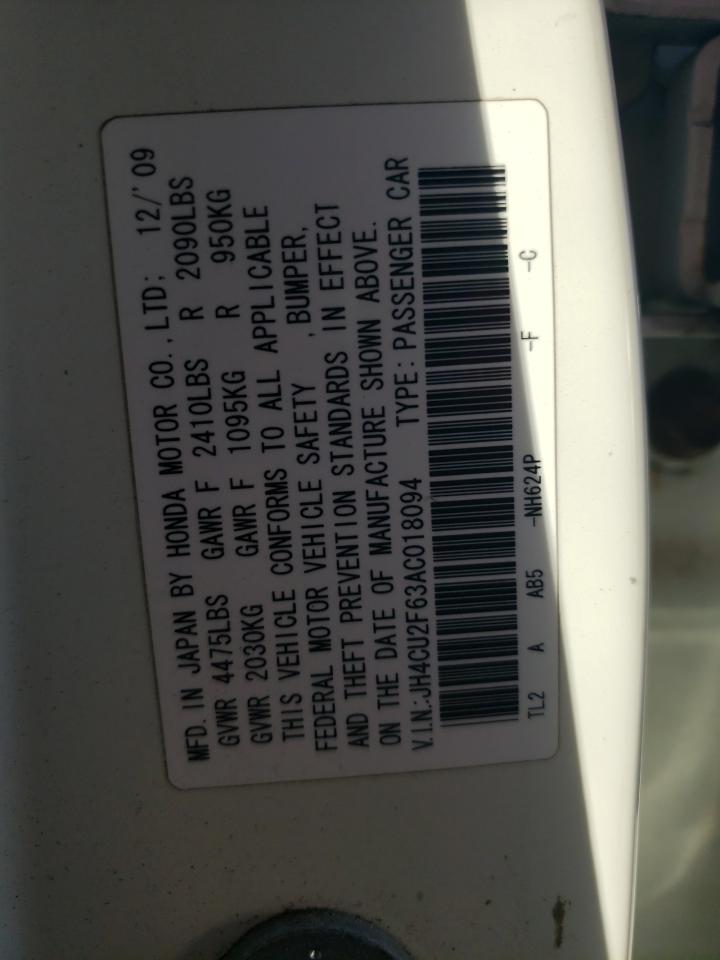 MFD. IN JAPAN BY HONDA MOTOR CO.,LTD; 12/'09
GVWR 4475LBS GAWR F 2410LBS R 2090LBS
GVWR 2030KG GAWR F 1095KG R 950KG
THIS VEHICLE CONFORMS TO ALL APPLICABLE
FEDERAL MOTOR VEHICLE SAFETY , BUMPER,
AND THEFT PREVENTION STANDARDS IN EFFECT
ON THE DATE OF MANUFACTURE SHOWN ABOVE.
V.I.N.:JH4CU2F63AC018094 TYPE: PASSENGER CAR
TL2 A AB5 -NH624P -F -C